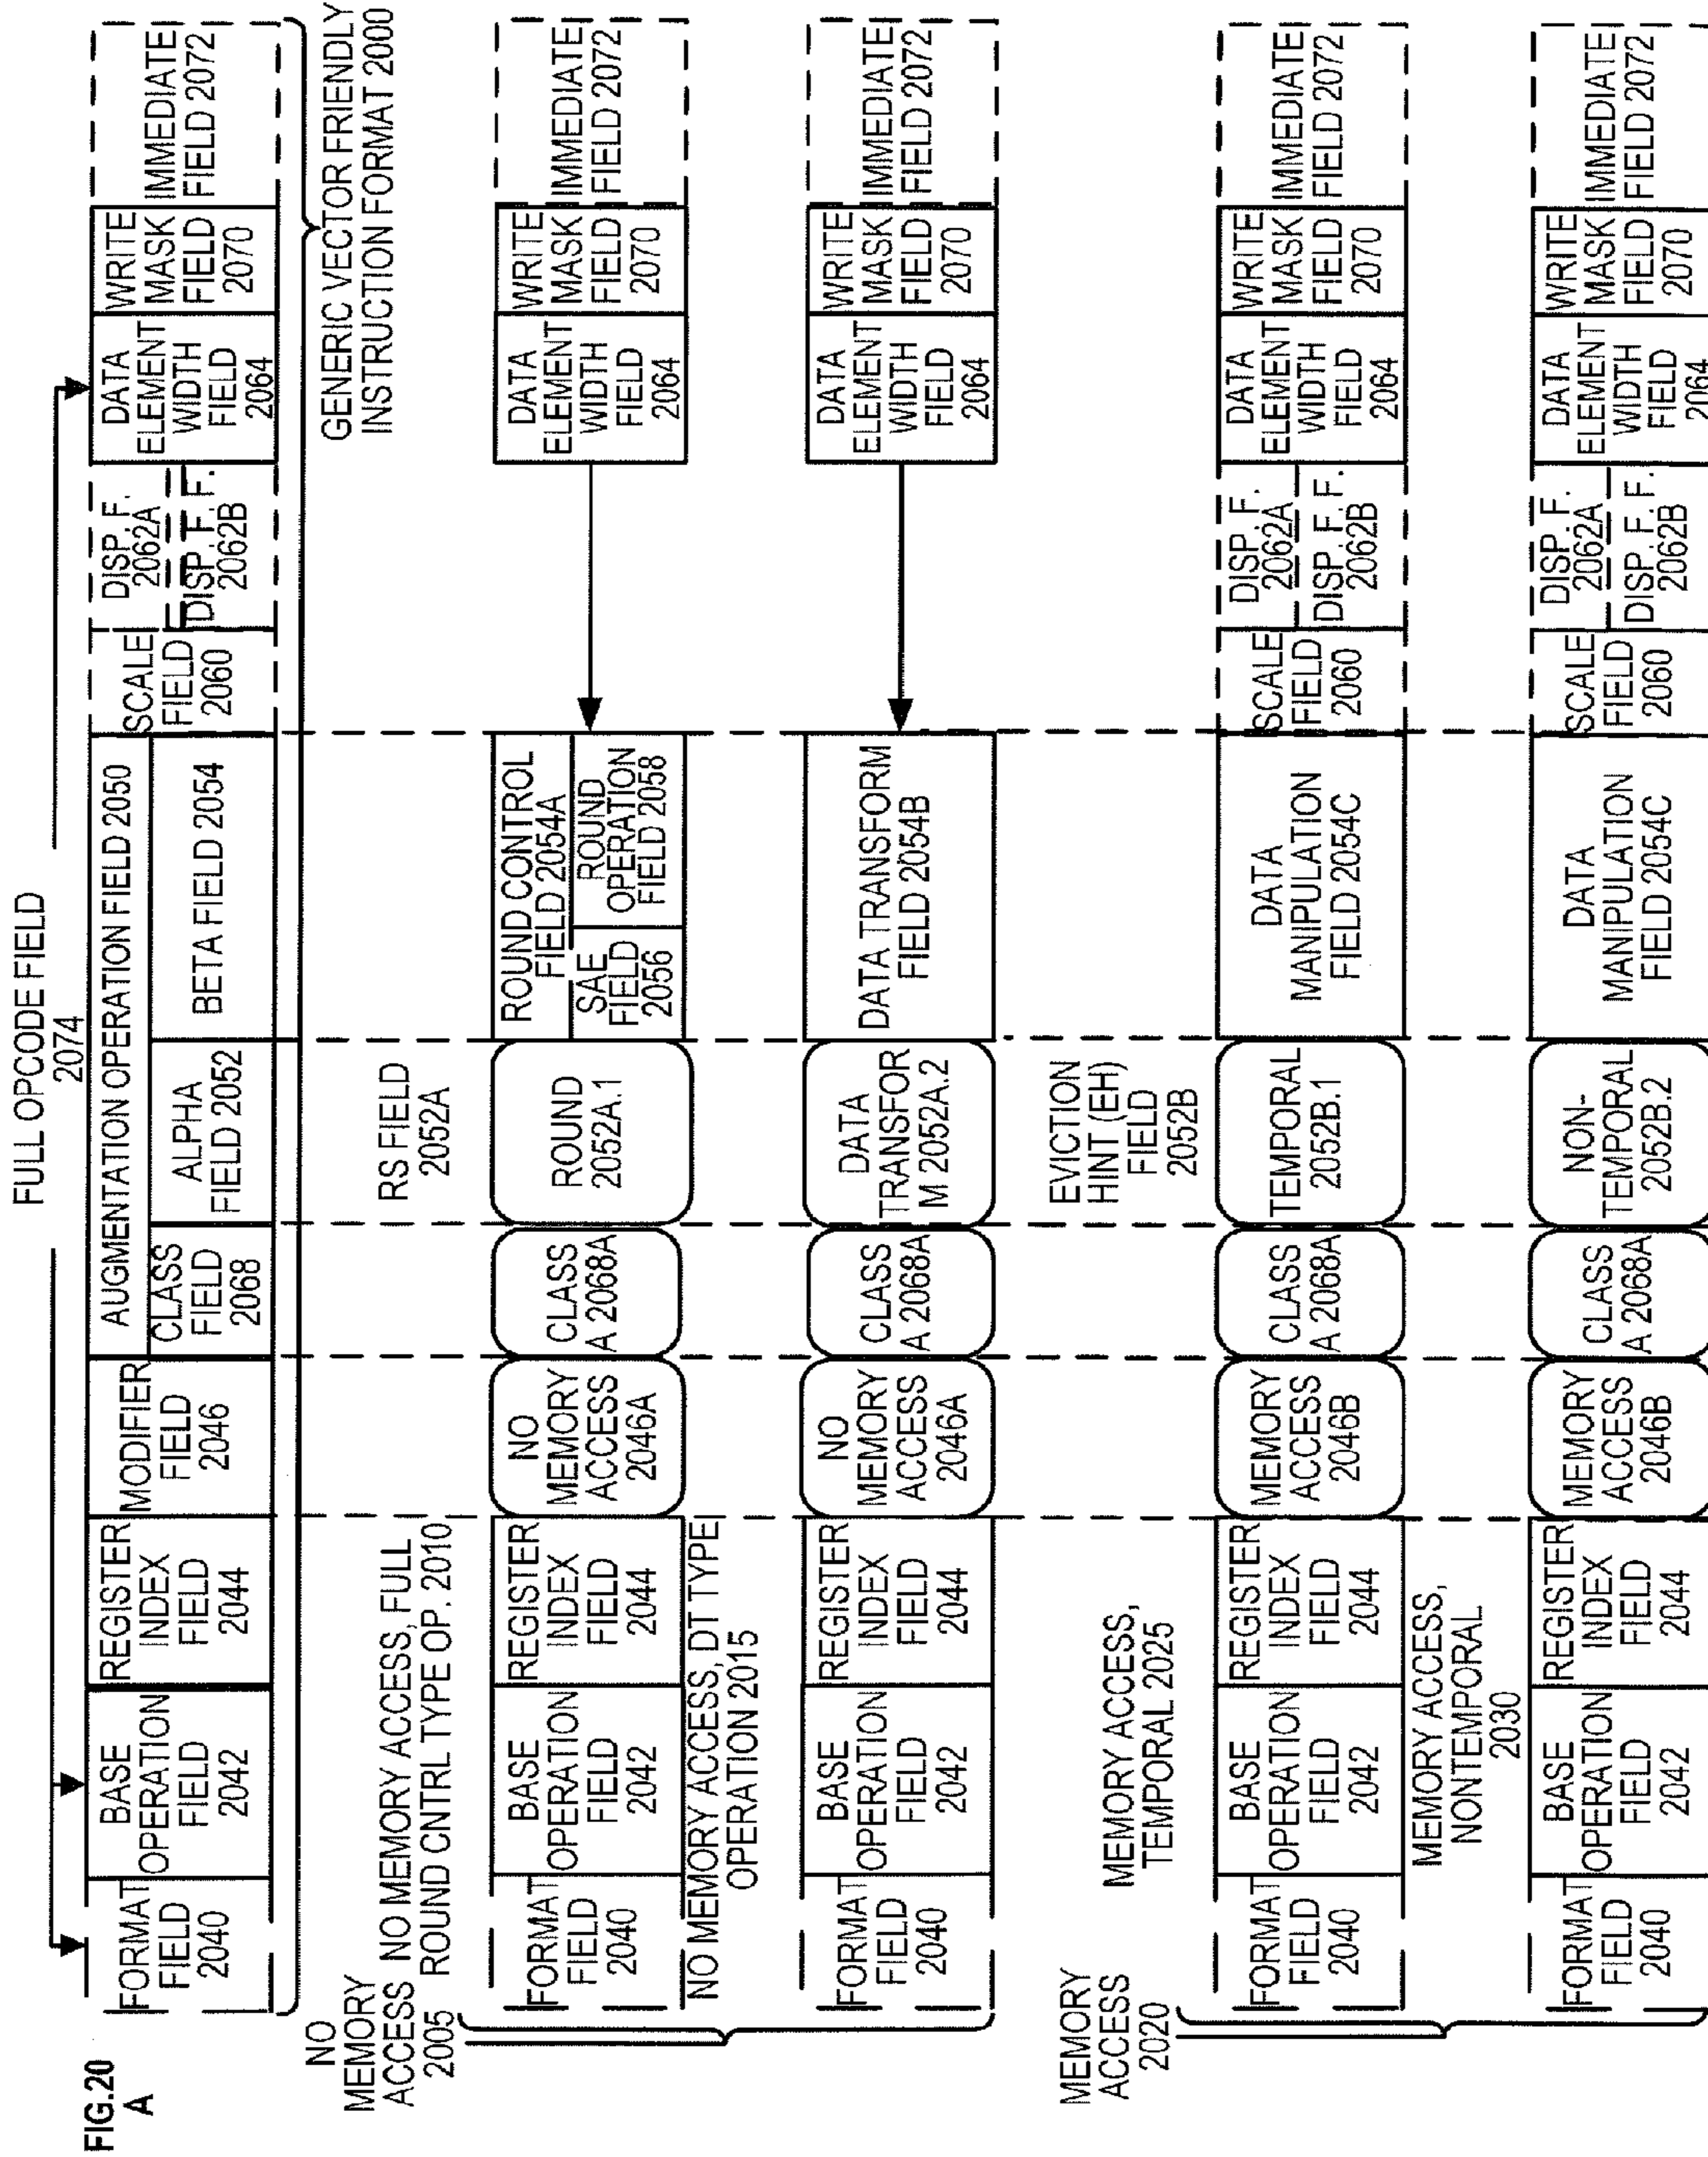 FIG.20
A
FULL OPCODE FIELD
2074
FORMAT
FIELD
2040
BASE
OPERATION
FIELD
2042
REGISTER
INDEX
FIELD
2044
MODIFIER
FIELD
2046
AUGMENTATION OPERATION FIELD 2050
CLASS
FIELD
2068
ALPHA
FIELD 2052
BETA FIELD 2054
SCALE
FIELD
2060
DISP. F.
2062A
DISP. F. F.
2062B
DATA
ELEMENT
WIDTH
FIELD
2064
WRITE
MASK
FIELD
2070
IMMEDIATE
FIELD 2072
GENERIC VECTOR FRIENDLY
INSTRUCTION FORMAT 2000
NO
MEMORY
ACCESS
2005
NO MEMORY ACCESS, FULL
ROUND CNTRL TYPE OP. 2010
RS FIELD
2052A
FORMAT
FIELD
2040
BASE
OPERATION
FIELD
2042
REGISTER
INDEX
FIELD
2044
NO
MEMORY
ACCESS
2046A
CLASS
A 2068A
ROUND
2052A.1
ROUND CONTROL
FIELD 2054A
SAE
FIELD
2056
ROUND
OPERATION
FIELD 2058
DATA
ELEMENT
WIDTH
FIELD
2064
WRITE
MASK
FIELD
2070
IMMEDIATE
FIELD 2072
NO MEMORY ACCESS, DT TYPE
OPERATION 2015
FORMAT
FIELD
2040
BASE
OPERATION
FIELD
2042
REGISTER
INDEX
FIELD
2044
NO
MEMORY
ACCESS
2046A
CLASS
A 2068A
DATA
TRANSFOR
M 2052A.2
DATA TRANSFORM
FIELD 2054B
DATA
ELEMENT
WIDTH
FIELD
2064
WRITE
MASK
FIELD
2070
IMMEDIATE
FIELD 2072
MEMORY
ACCESS
2020
MEMORY ACCESS,
TEMPORAL 2025
EVICTION
HINT (EH)
FIELD
2052B
FORMAT
FIELD
2040
BASE
OPERATION
FIELD
2042
REGISTER
INDEX
FIELD
2044
MEMORY
ACCESS
2046B
CLASS
A 2068A
TEMPORAL
2052B.1
DATA
MANIPULATION
FIELD 2054C
SCALE
FIELD
2060
DISP. F.
2062A
DISP. F. F.
2062B
DATA
ELEMENT
WIDTH
FIELD
2064
WRITE
MASK
FIELD
2070
IMMEDIATE
FIELD 2072
MEMORY ACCESS,
NONTEMPORAL
2030
FORMAT
FIELD
2040
BASE
OPERATION
FIELD
2042
REGISTER
INDEX
FIELD
2044
MEMORY
ACCESS
2046B
CLASS
A 2068A
NON-
TEMPORAL
2052B.2
DATA
MANIPULATION
FIELD 2054C
SCALE
FIELD
2060
DISP. F.
2062A
DISP. F. F.
2062B
DATA
ELEMENT
WIDTH
FIELD
2064
WRITE
MASK
FIELD
2070
IMMEDIATE
FIELD 2072